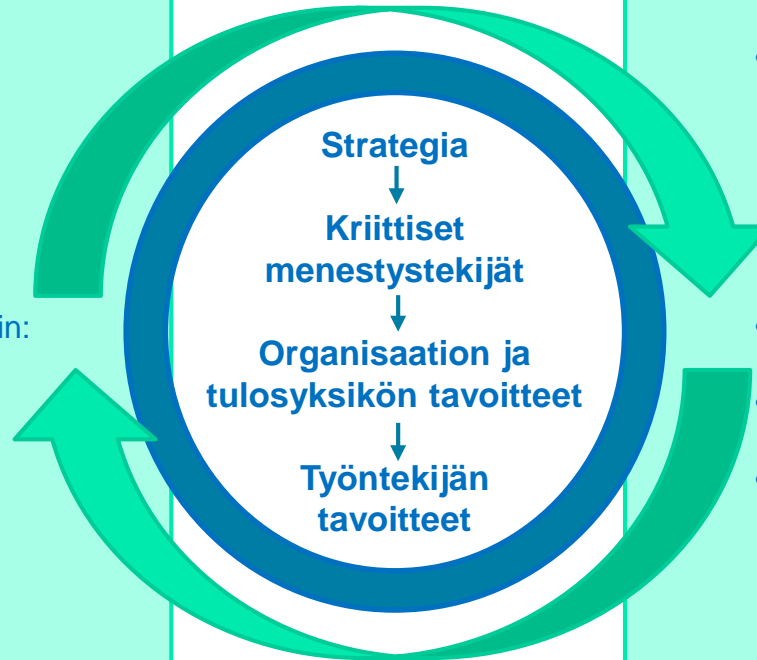 Strategia
Kriittiset
menestystekijät
in:
Organisaation ja
tulosyksikön tavoitteet
Työntekijän
tavoitteet